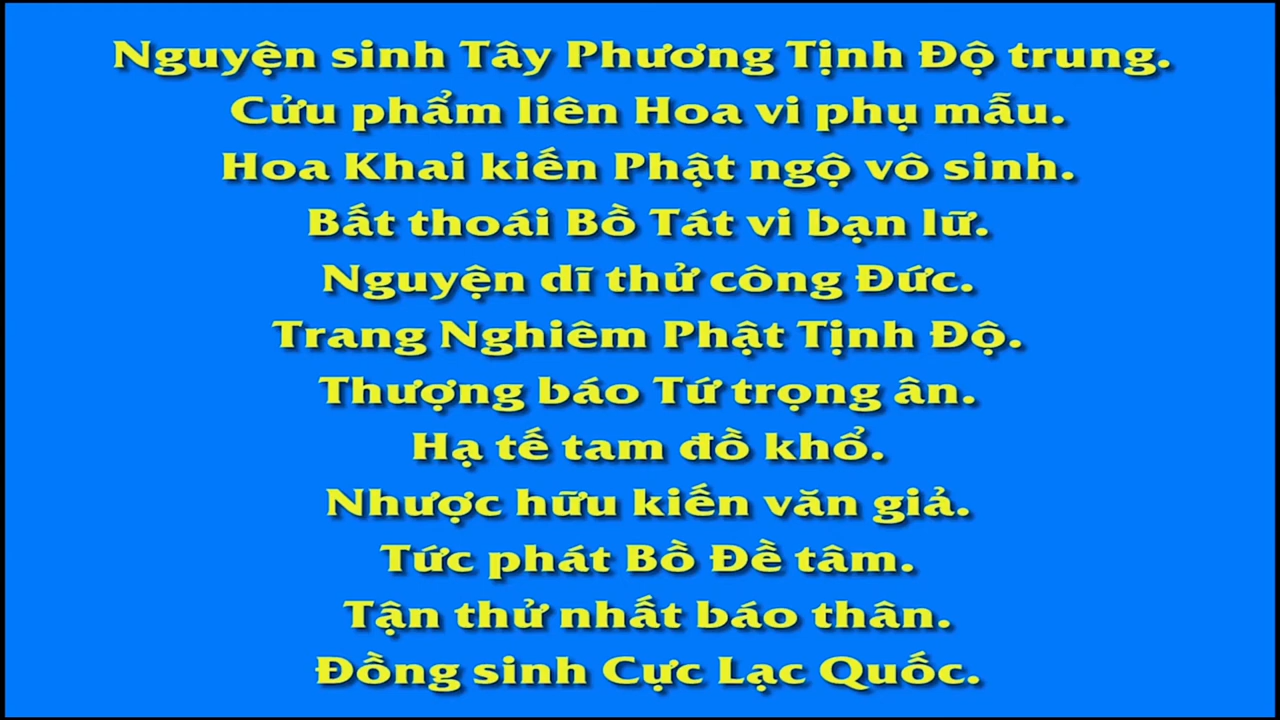 Nguyện sinh Tây Phương Tịnh Độ trung.
Cửu phẩm liên Hoa vi phụ mẫu.
Hoa Khai kiến Phật ngộ vô sinh.
Bất thoái Bồ Tát vi bạn lữ.
Nguyện dĩ thử công Đức.
Trang Nghiêm Phật Tịnh Độ.
Thượng báo Tứ trọng ân.
Hạ tế tam đồ khổ.
Nhược hữu kiến văn giả.
Tức phát Bồ Đề tâm.
Tận thử nhất báo thân.
Đồng sinh Cực Lạc Quốc.